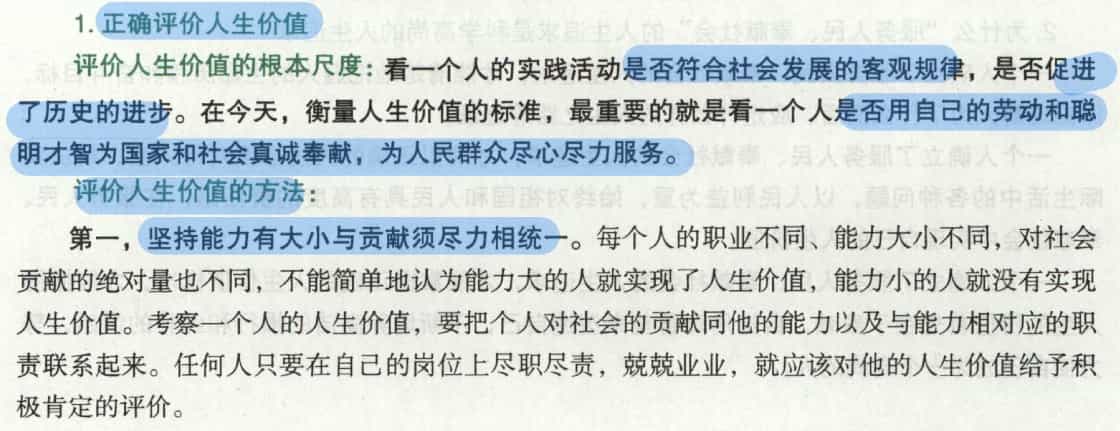 1. 正确评价人生价值
评价人生价值的根本尺度：看一个人的实践活动是否符合社会发展的客观规律，是否促进
了历史的进步。在今天，衡量人生价值的标准，最重要的就是看一个人是否用自己的劳动和聪
明才智为国家和社会真诚奉献，为人民群众尽心尽力服务。
评价人生价值的方法：
第一，坚持能力有大小与贡献须尽力相统一。每个人的职业不同，能力大小不同，对社会
贡献的绝对量也不同，不能简单地认为能力大的人就实现了人生价值，能力小的人就没有实现
人生价值。考察一个人的人生价值，要把个人对社会的贡献同他的能力以及与能力相对应的职
责联系起来。任何人只要在自己的岗位上尽职尽责，兢兢业业，就应该对他的人生价值给予积
极肯定的评价。